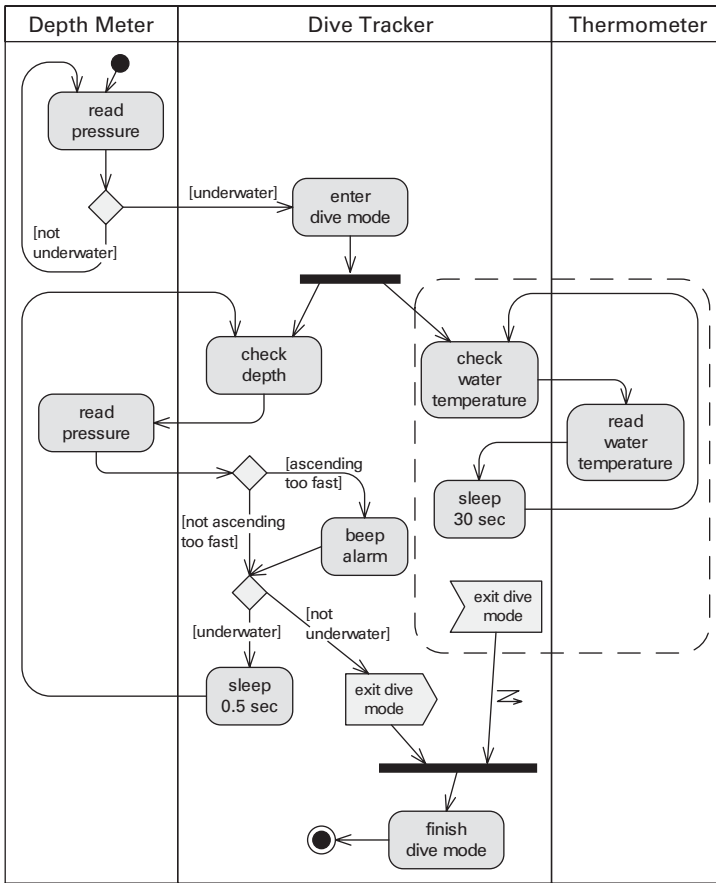 Depth Meter
Dive Tracker
Thermometer
read
pressure
[underwater]
enter
dive mode
[not
underwater]
check
depth
check
water
temperature
read
pressure
read
water
temperature
[ascending
too fast]
sleep
30 sec
[not ascending
too fast]
beep
alarm
exit dive
mode
[underwater]
[not
underwater]
sleep
0.5 sec
exit dive
mode
finish
dive mode